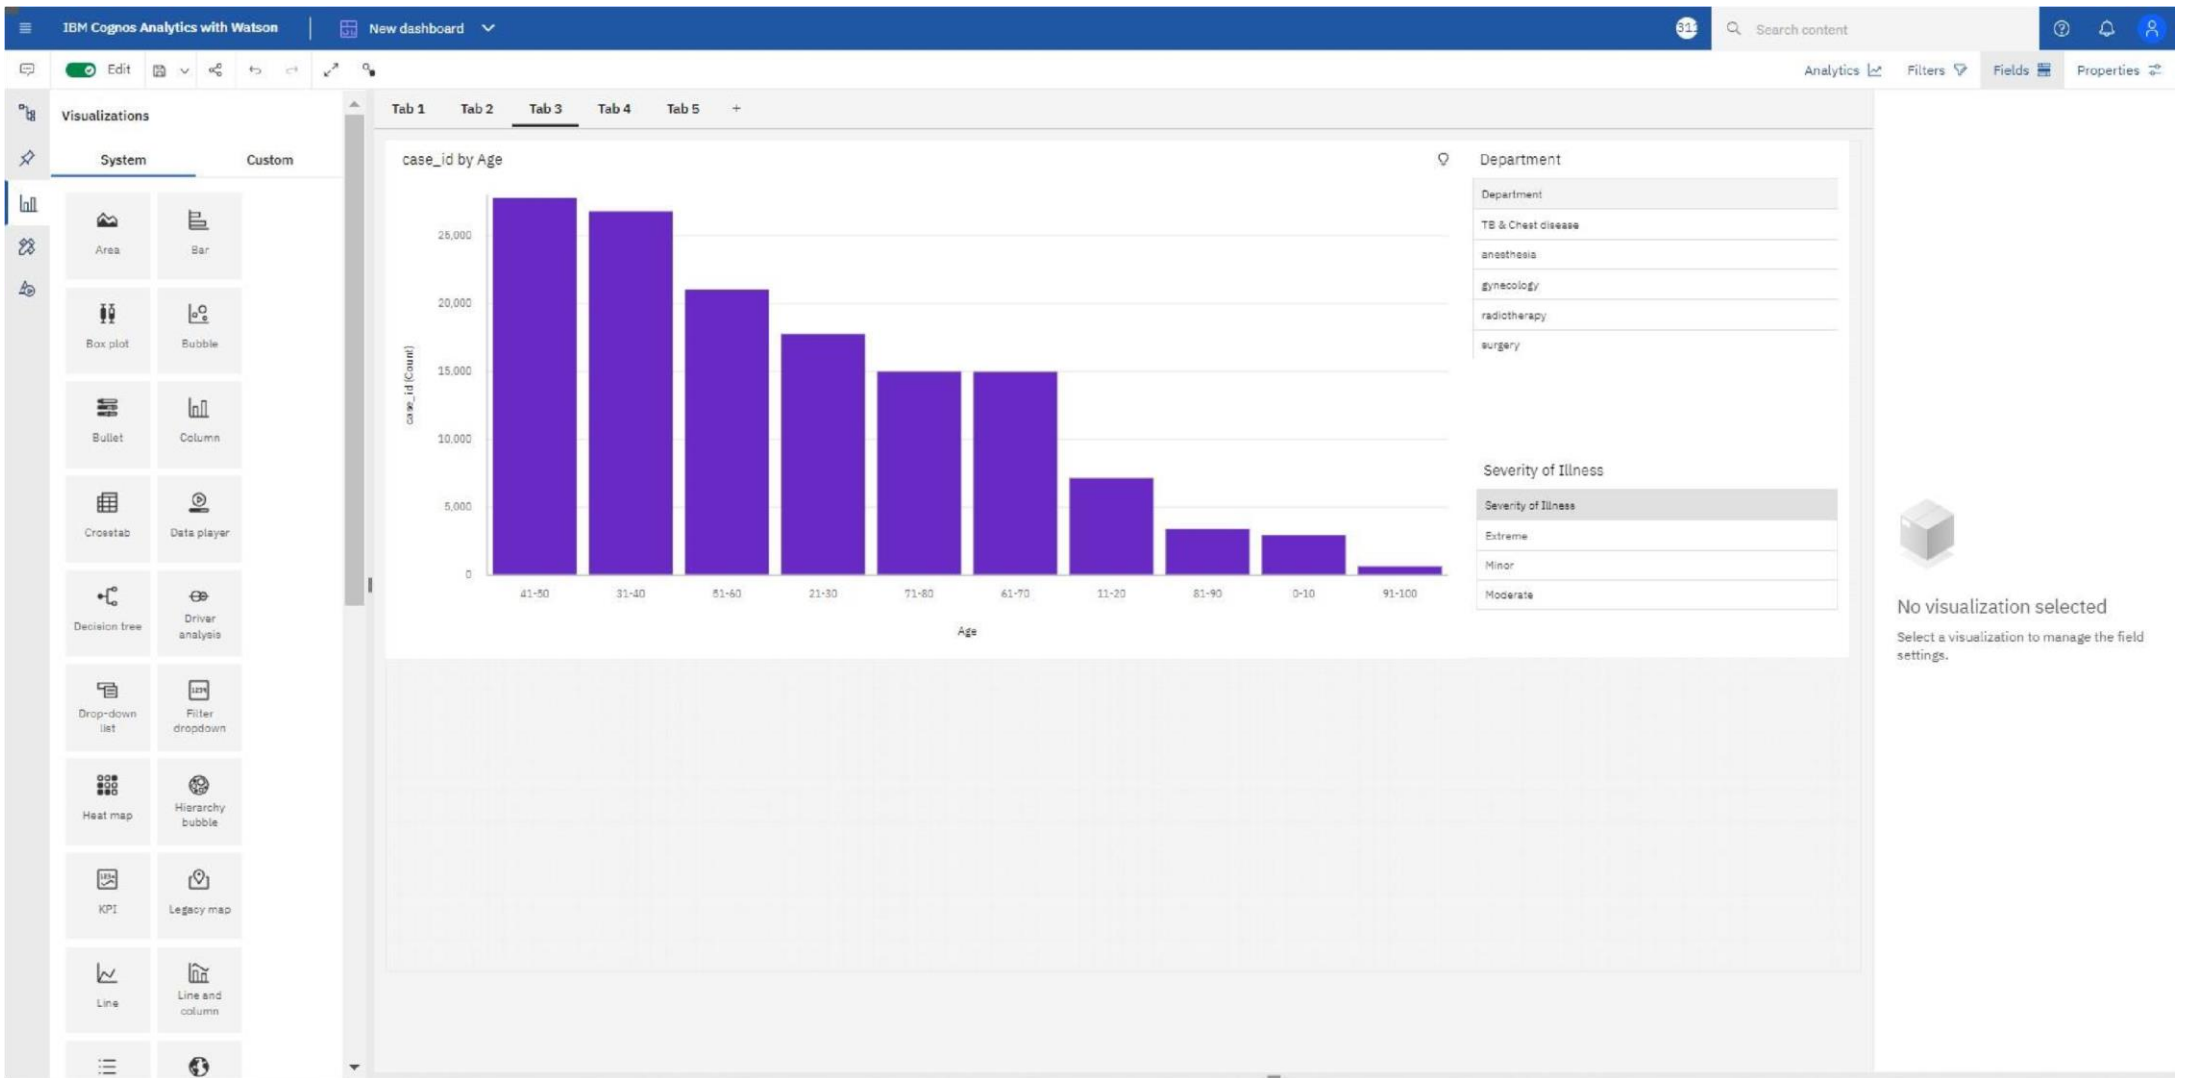 IBM Cognos Analytics with Watson
New dashboard
Search content
Edit
Analytics
Filters
Fields
Properties
Visualizations
System
Custom
Area
Bar
Box plot
Bubble
Bullet
Column
Crosstab
Data player
Decision tree
Driver
analysis
Drop-down
list
Filter
dropdown
Heat map
Hierarchy
bubble
KPI
Legacy map
Line
Line and
column
Tab 1
Tab 2
Tab 3
Tab 4
Tab 5
+
case_id by Age
case_id (Count)
25,000
20,000
15,000
10,000
5,000
0
41-50
31-40
51-60
21-30
71-80
61-70
11-20
81-90
0-10
91-100
Age
Department
Department
TB & Chest disease
anesthesia
gynecology
radiotherapy
surgery
Severity of Illness
Severity of Illness
Extreme
Minor
Moderate
No visualization selected
Select a visualization to manage the field
settings.